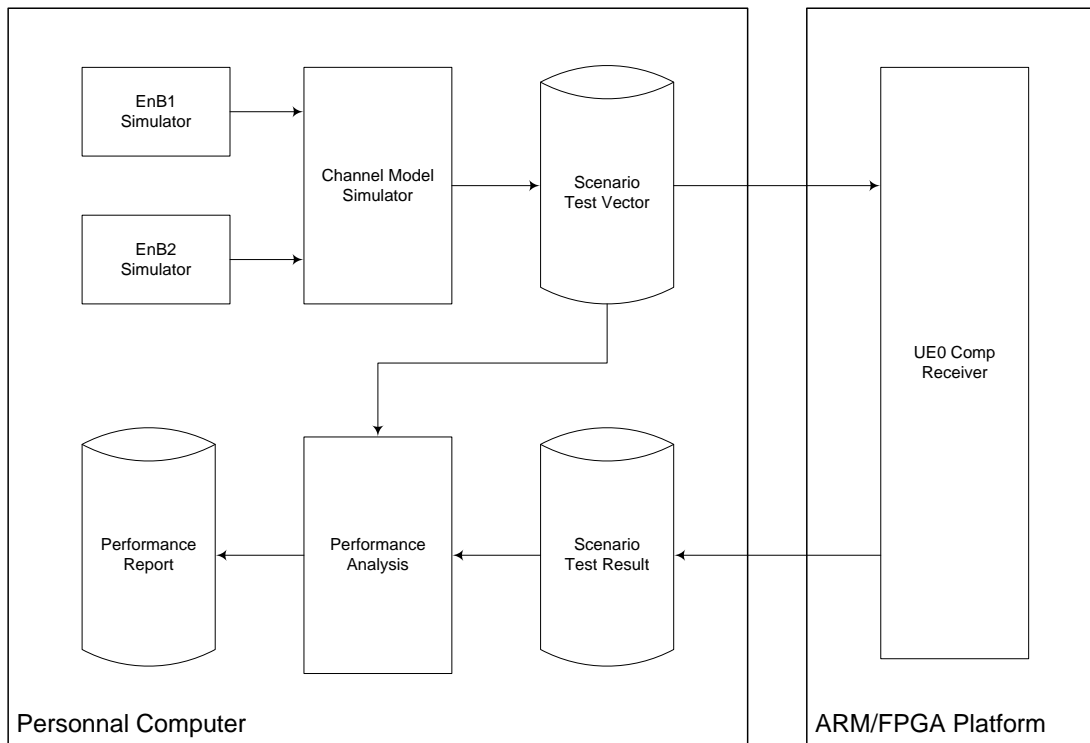 EnB1
Simulator
Channel Model
Simulator
Scenario
Test Vector
EnB2
Simulator
UE0 Comp
Receiver
Performance
Report
Performance
Analysis
Scenario
Test Result
Personnal Computer
ARM/FPGA Platform